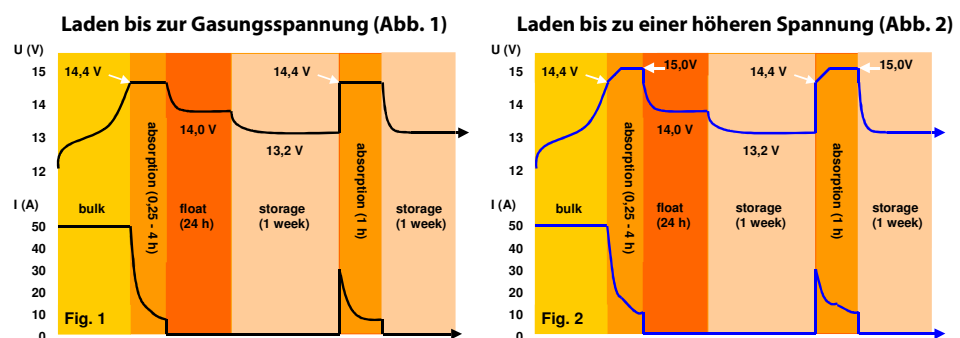 Laden bis zur Gasungsspannung (Abb. 1)
U (V)
15
14
13
12
14,4 V
14,0 V
13,2 V
14,4 V
I (A)
50
40
30
20
10
0
bulk
absorption (0,25 - 4 h)
float
(24 h)
storage
(1 week)
absorption (1 h)
storage
(1 week)
Fig. 1
Laden bis zu einer höheren Spannung (Abb. 2)
U (V)
15
14
13
12
14,4 V
15,0V
14,0 V
13,2 V
14,4 V
15,0V
I (A)
50
40
30
20
10
0
bulk
absorption (0,25 - 4 h)
float
(24 h)
storage
(1 week)
absorption (1 h)
storage
(1 week)
Fig. 2